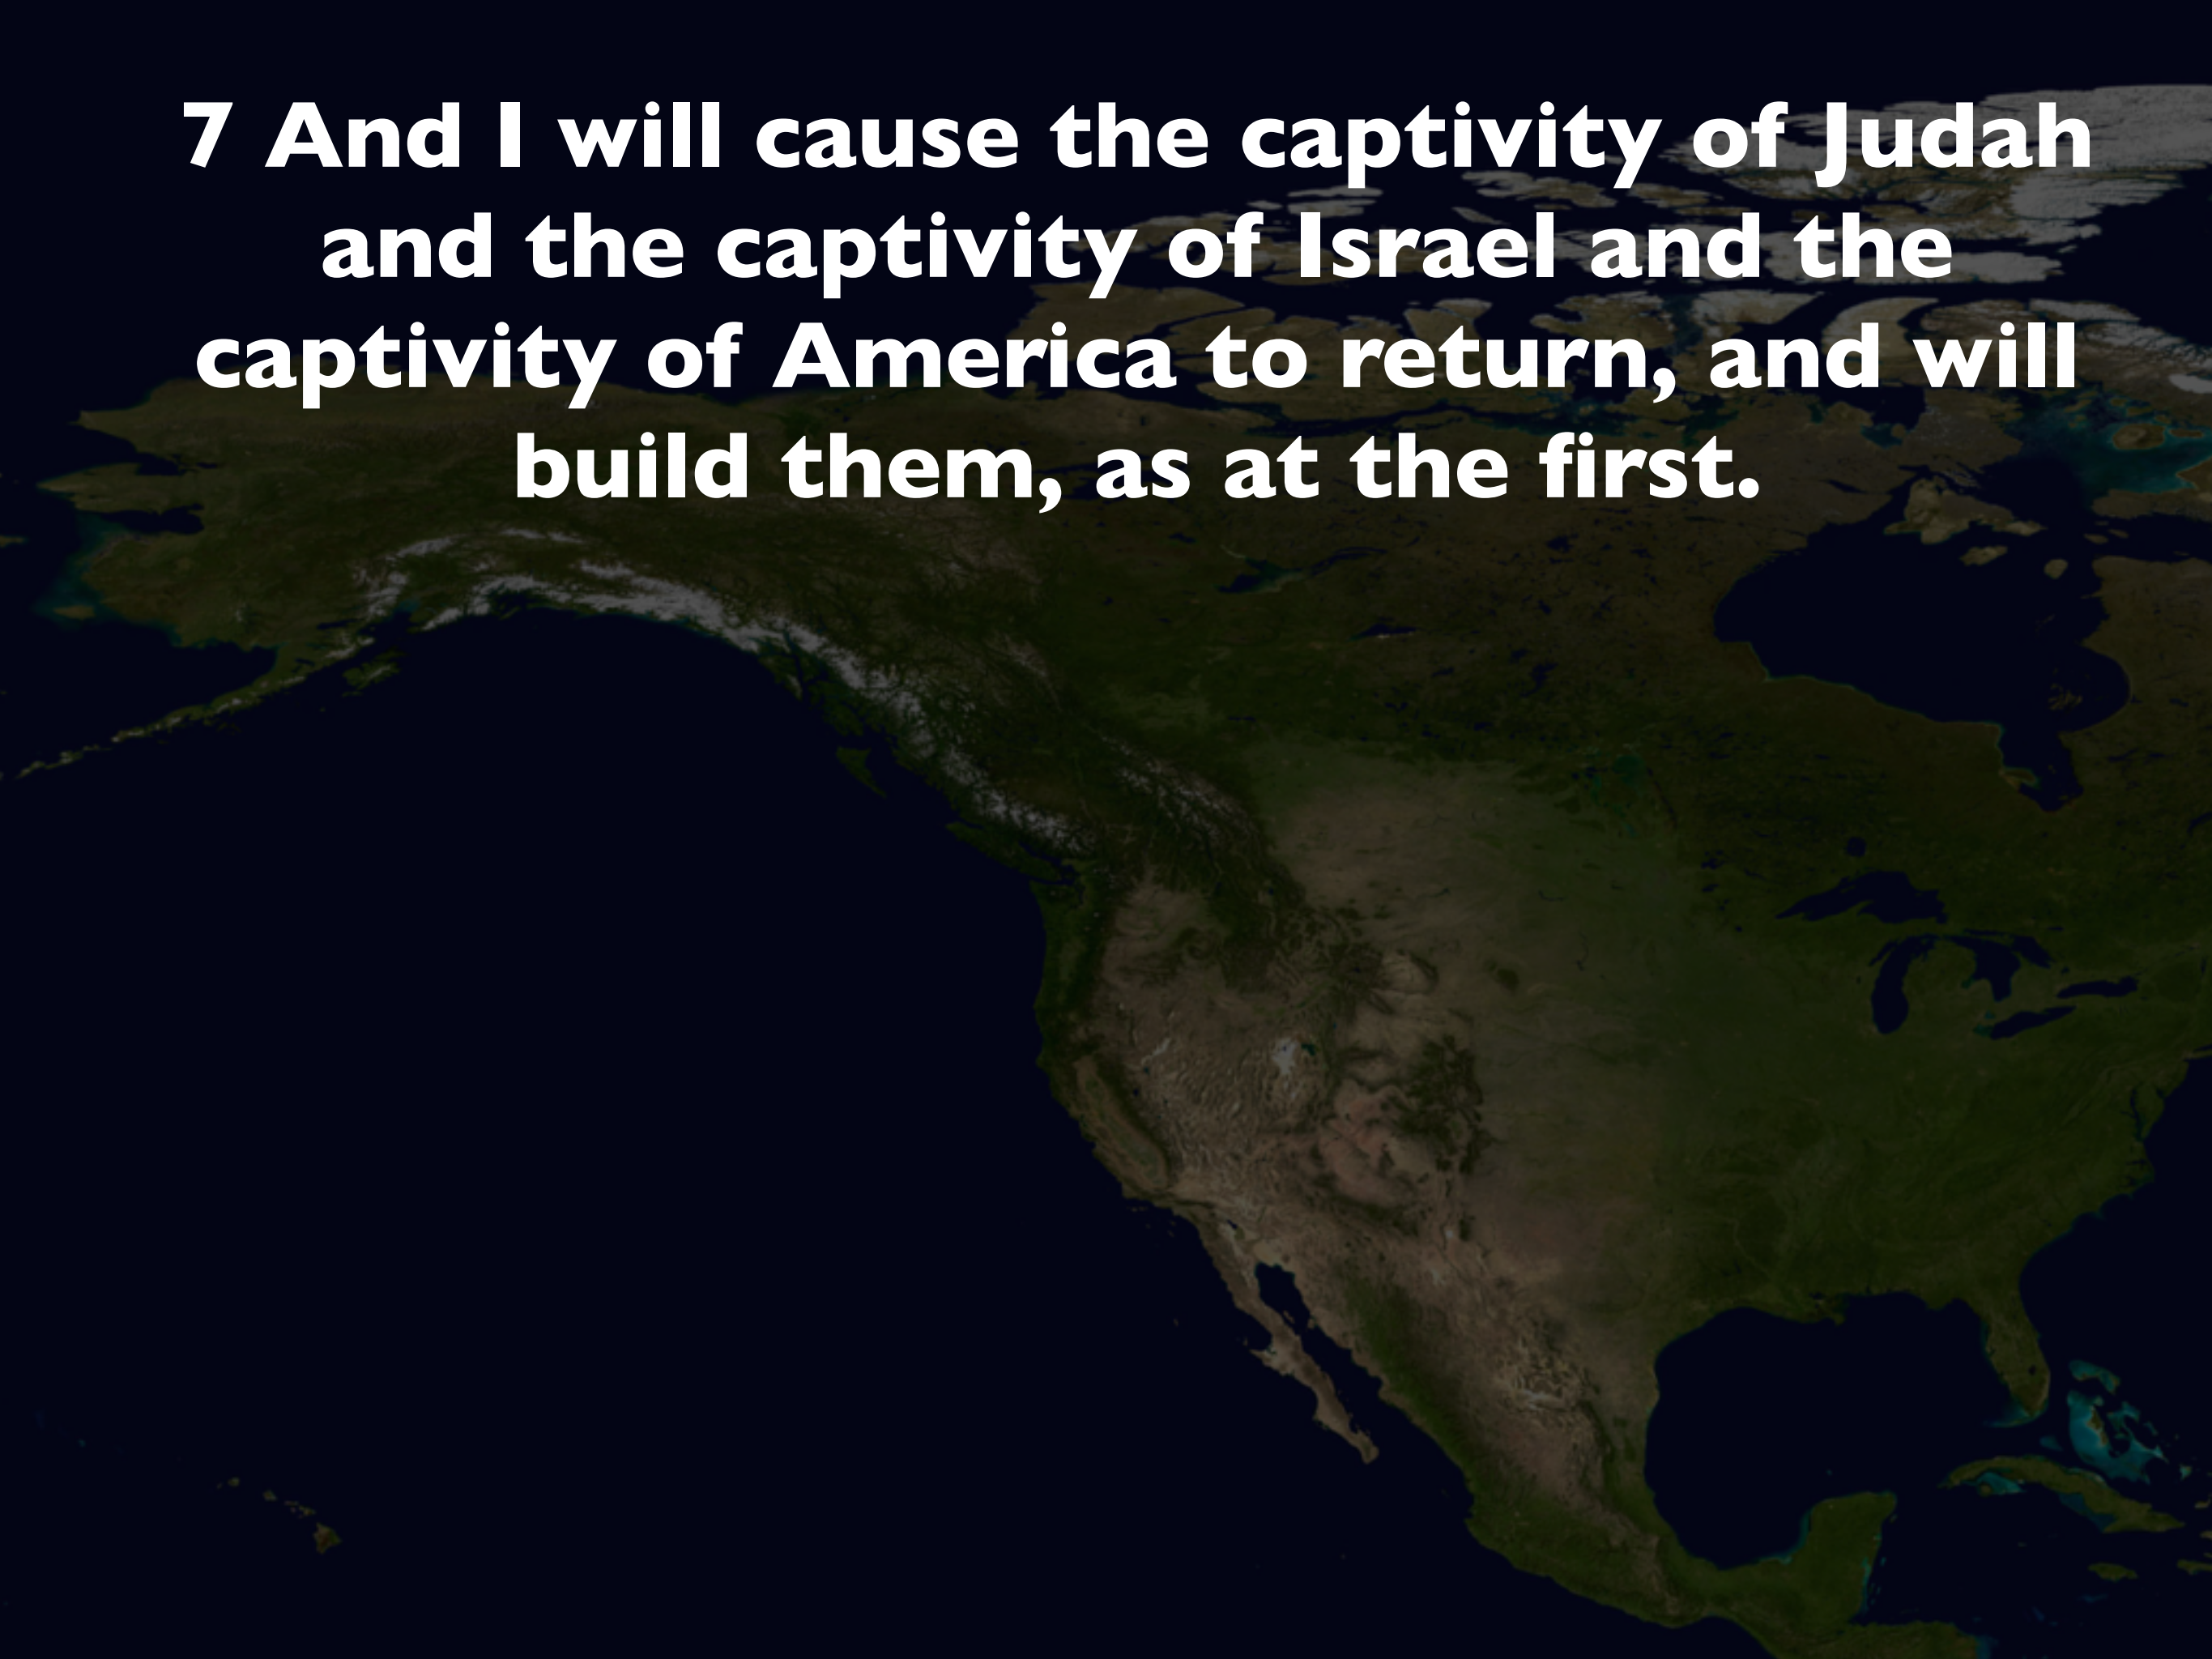 7 And I will cause the captivity of Judah
and the captivity of Israel and the
captivity of America to return, and will
build them, as at the first.